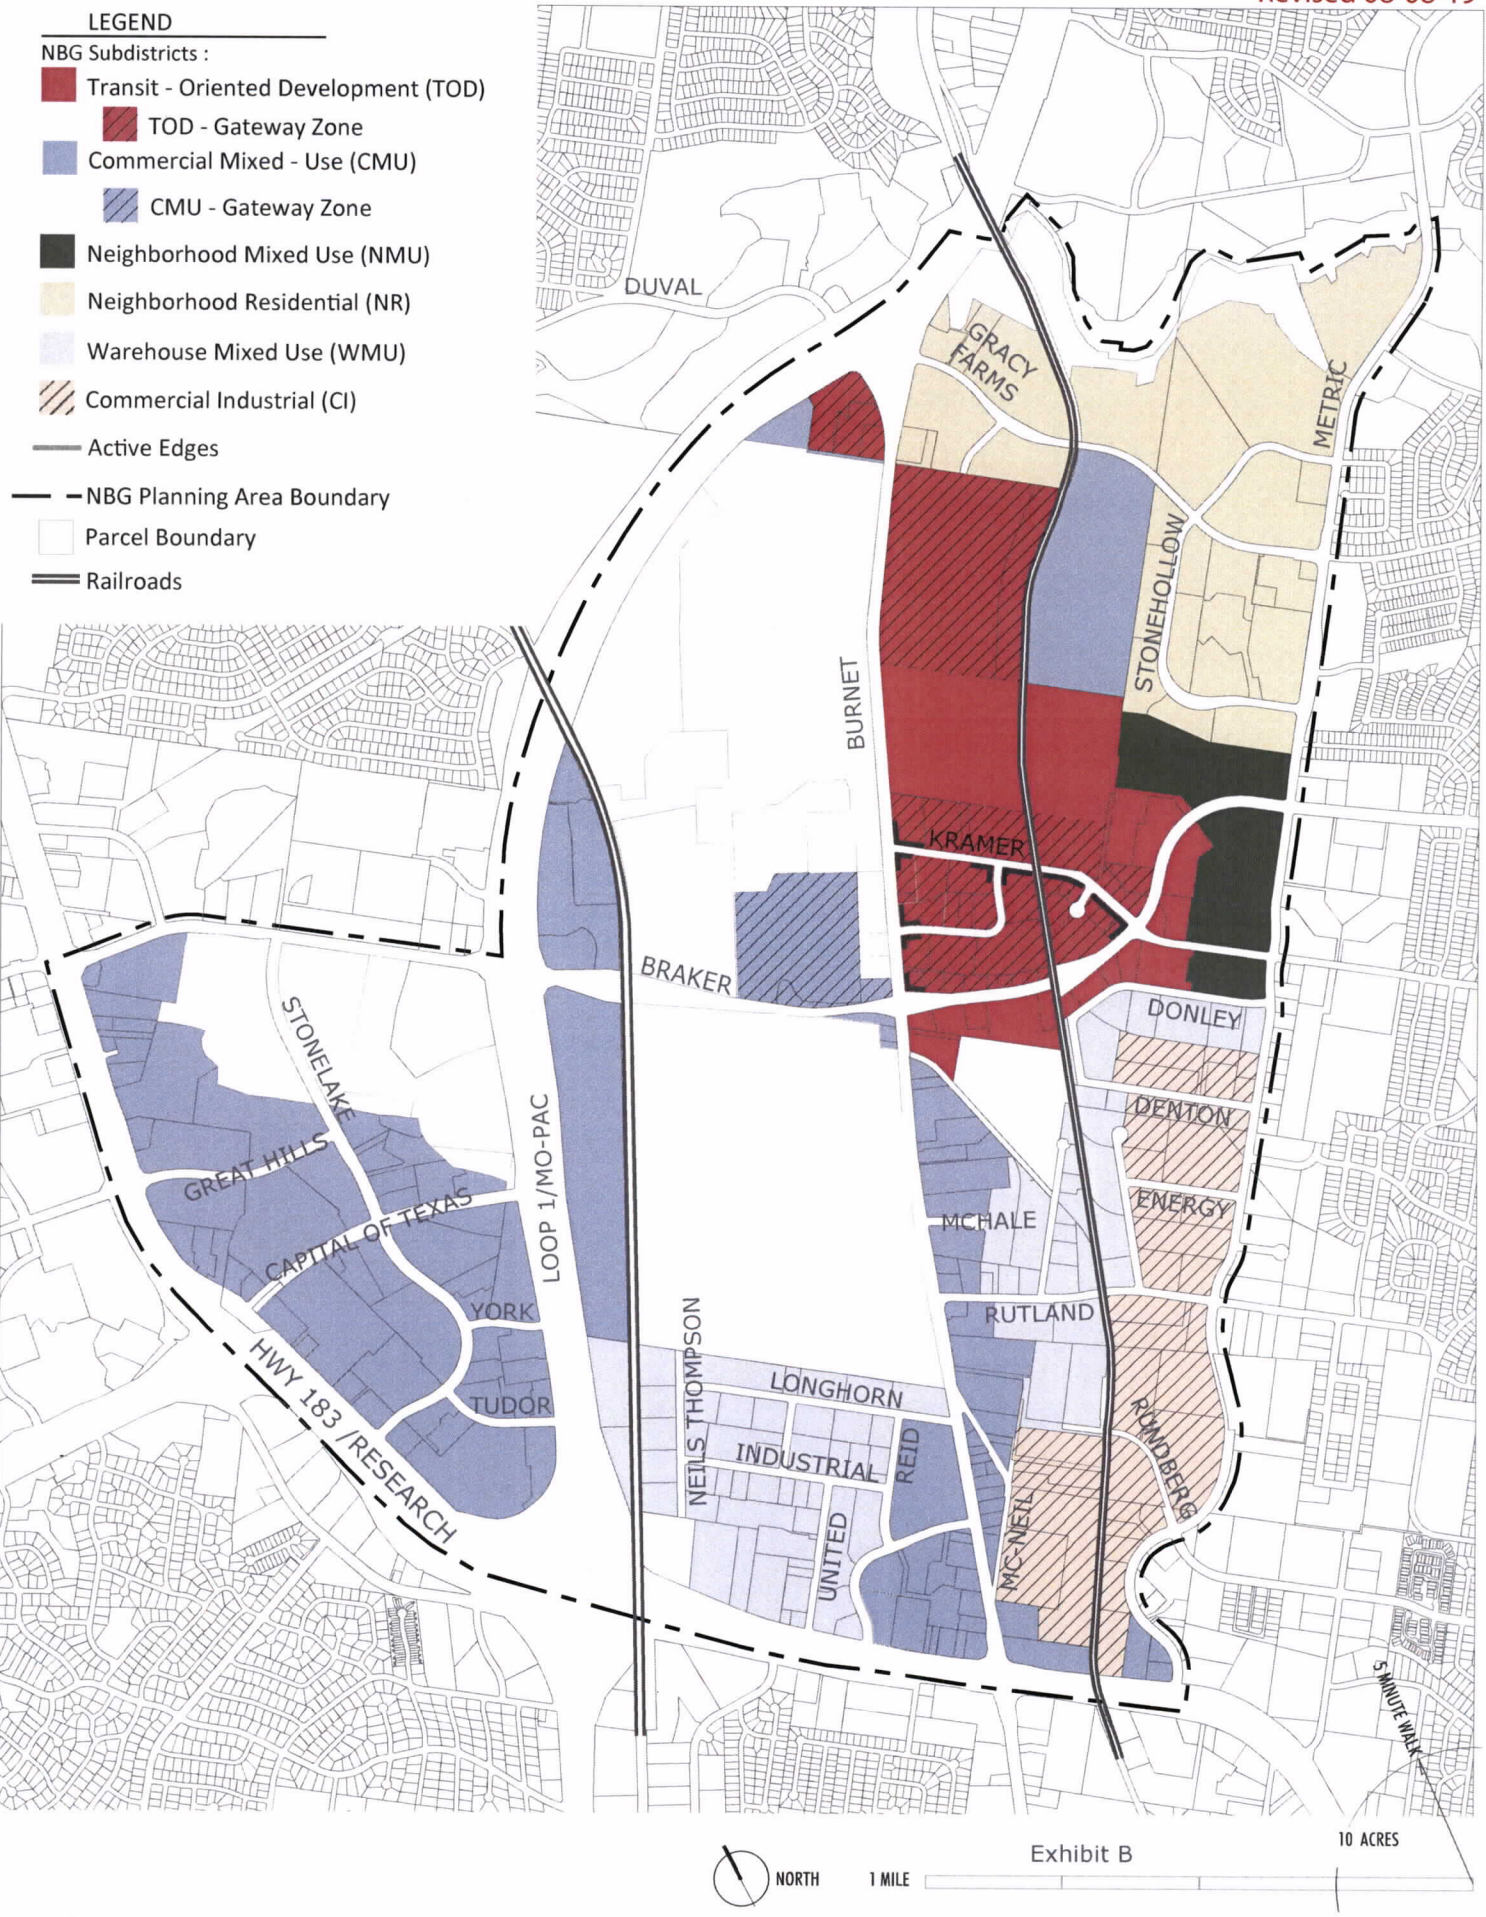 LEGEND
NBG Subdistricts :
Transit - Oriented Development (TOD)
TOD - Gateway Zone
Commercial Mixed - Use (CMU)
CMU - Gateway Zone
Neighborhood Mixed Use (NMU)
Neighborhood Residential (NR)
Warehouse Mixed Use (WMU)
Commercial Industrial (CI)
Active Edges
NBG Planning Area Boundary
Parcel Boundary
Railroads
DUVAL
GRACY
FARMS
METRIC
STONEHOLLOW
BURNET
KRAMER
BRAKER
DONLEY
STONELAKE
DENTON
GREAT HILLS
LOOP 1/MO-PAC
CAPITAL OF TEXAS
ENERGY
MCHALE
YORK
RUTLAND
HWY 183 /RESEARCH
NEILS THOMPSON
LONGHORN
TUDOR
RUNDBERG
INDUSTRIAL
REID
MC-NEIL
UNITED
5 MINUTE WALK
10 ACRES
Exhibit B
NORTH
1 MILE